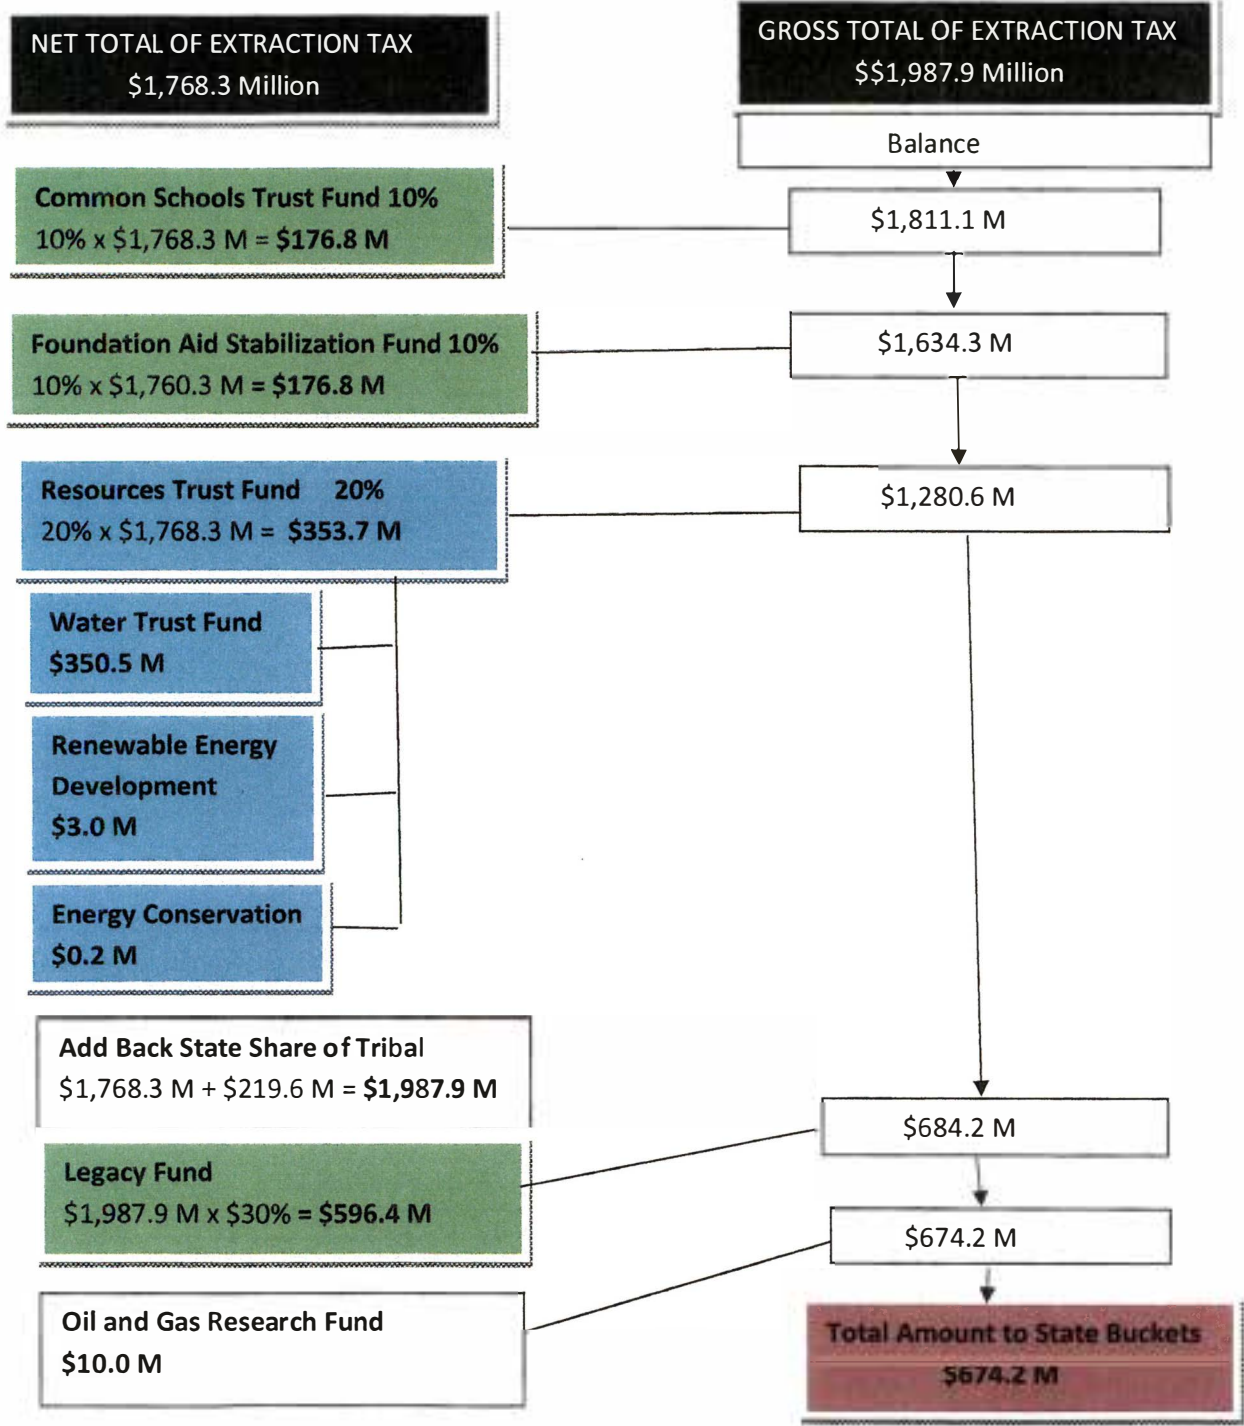 NET TOTAL OF EXTRACTION TAX
$1,768.3 Million
GROSS TOTAL OF EXTRACTION TAX
$$1,987.9 Million
Balance
Common Schools Trust Fund 10%
10% x $1,768.3 M = $176.8 M
$1,811.1 M
Foundation Aid Stabilization Fund 10%
10% x $1,760.3 M = $176.8 M
$1,634.3 M
Resources Trust Fund 20%
20% x $1,768.3 M = $353.7 M
$1,280.6 M
Water Trust Fund
$350.5 M
Renewable Energy
Development
$3.0 M
Energy Conservation
$0.2 M
Add Back State Share of Tribal
$1,768.3 M + $219.6 M = $1,987.9 M
$684.2 M
Legacy Fund
$1,987.9 M x $30% = $596.4 M
$674.2 M
Oil and Gas Research Fund
$10.0 M
Total Amount to State Buckets
$674.2 M